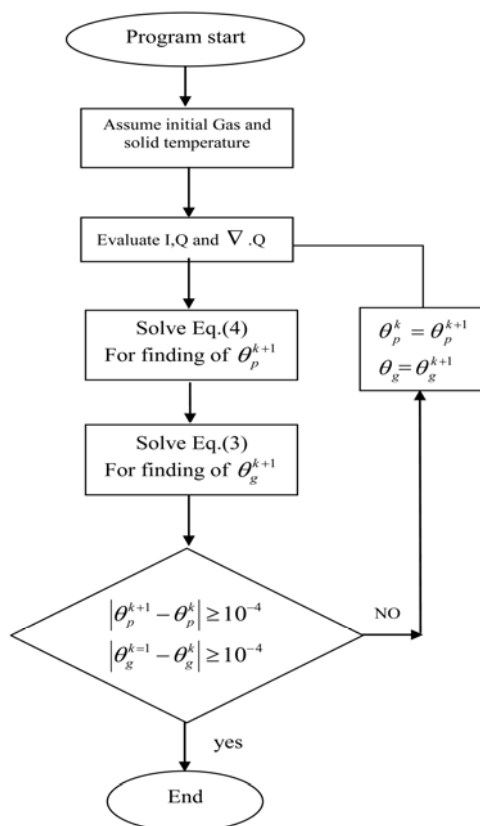 Program start
Assume initial Gas and
solid temperature
Evaluate I,Q and ∇ .Q
Solve Eq.(4)
For finding of θ_p^{k+1}
Solve Eq.(3)
For finding of θ_g^{k+1}
|θ_p^{k+1} − θ_p^k| ≥ 10^{-4}
|θ_g^{k=1} − θ_g^k| ≥ 10^{-4}
NO
θ_p^k = θ_p^{k+1}
θ_g = θ_g^{k+1}
yes
End